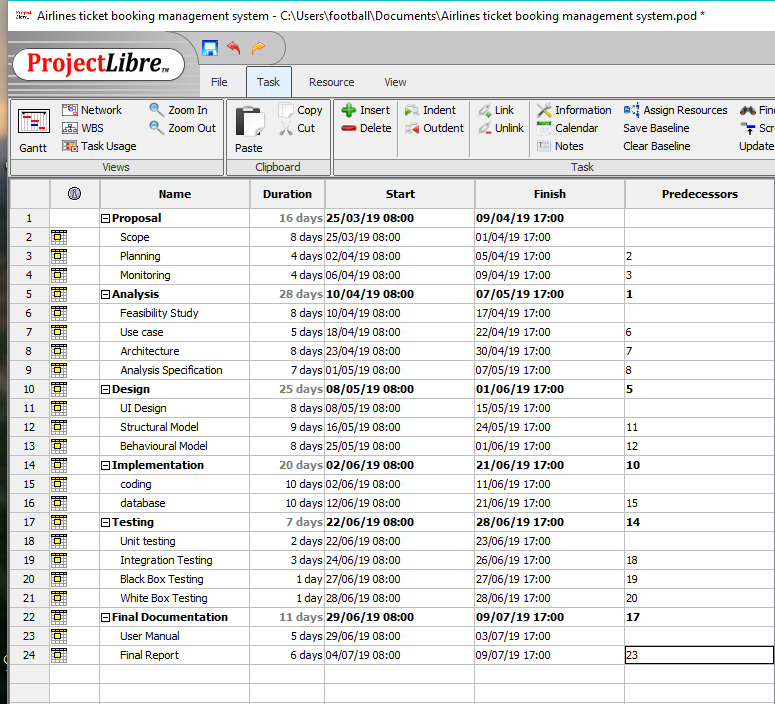 Airlines ticket booking management system - C:\Users\football\Documents\Airlines ticket booking management system.pod *
ProjectLibre™
File Task Resource View
Network Zoom In Copy Insert Indent Link Information Assign Resources Fin
WBS Zoom Out Cut Delete Outdent Unlink Calendar Save Baseline Scr
Gantt Task Usage Paste Notes Clear Baseline Update
Views Clipboard Task
Name Duration Start Finish Predecessors
1 Proposal 16 days 25/03/19 08:00 09/04/19 17:00
2 Scope 8 days 25/03/19 08:00 01/04/19 17:00
3 Planning 4 days 02/04/19 08:00 05/04/19 17:00 2
4 Monitoring 4 days 06/04/19 08:00 09/04/19 17:00 3
5 Analysis 28 days 10/04/19 08:00 07/05/19 17:00 1
6 Feasibility Study 8 days 10/04/19 08:00 17/04/19 17:00
7 Use case 5 days 18/04/19 08:00 22/04/19 17:00 6
8 Architecture 8 days 23/04/19 08:00 30/04/19 17:00 7
9 Analysis Specification 7 days 01/05/19 08:00 07/05/19 17:00 8
10 Design 25 days 08/05/19 08:00 01/06/19 17:00 5
11 UI Design 8 days 08/05/19 08:00 15/05/19 17:00
12 Structural Model 9 days 16/05/19 08:00 24/05/19 17:00 11
13 Behavioural Model 8 days 25/05/19 08:00 01/06/19 17:00 12
14 Implementation 20 days 02/06/19 08:00 21/06/19 17:00 10
15 coding 10 days 02/06/19 08:00 11/06/19 17:00
16 database 10 days 12/06/19 08:00 21/06/19 17:00 15
17 Testing 7 days 22/06/19 08:00 28/06/19 17:00 14
18 Unit testing 2 days 22/06/19 08:00 23/06/19 17:00
19 Integration Testing 3 days 24/06/19 08:00 26/06/19 17:00 18
20 Black Box Testing 1 day 27/06/19 08:00 27/06/19 17:00 19
21 White Box Testing 1 day 28/06/19 08:00 28/06/19 17:00 20
22 Final Documentation 11 days 29/06/19 08:00 09/07/19 17:00 17
23 User Manual 5 days 29/06/19 08:00 03/07/19 17:00
24 Final Report 6 days 04/07/19 08:00 09/07/19 17:00 23